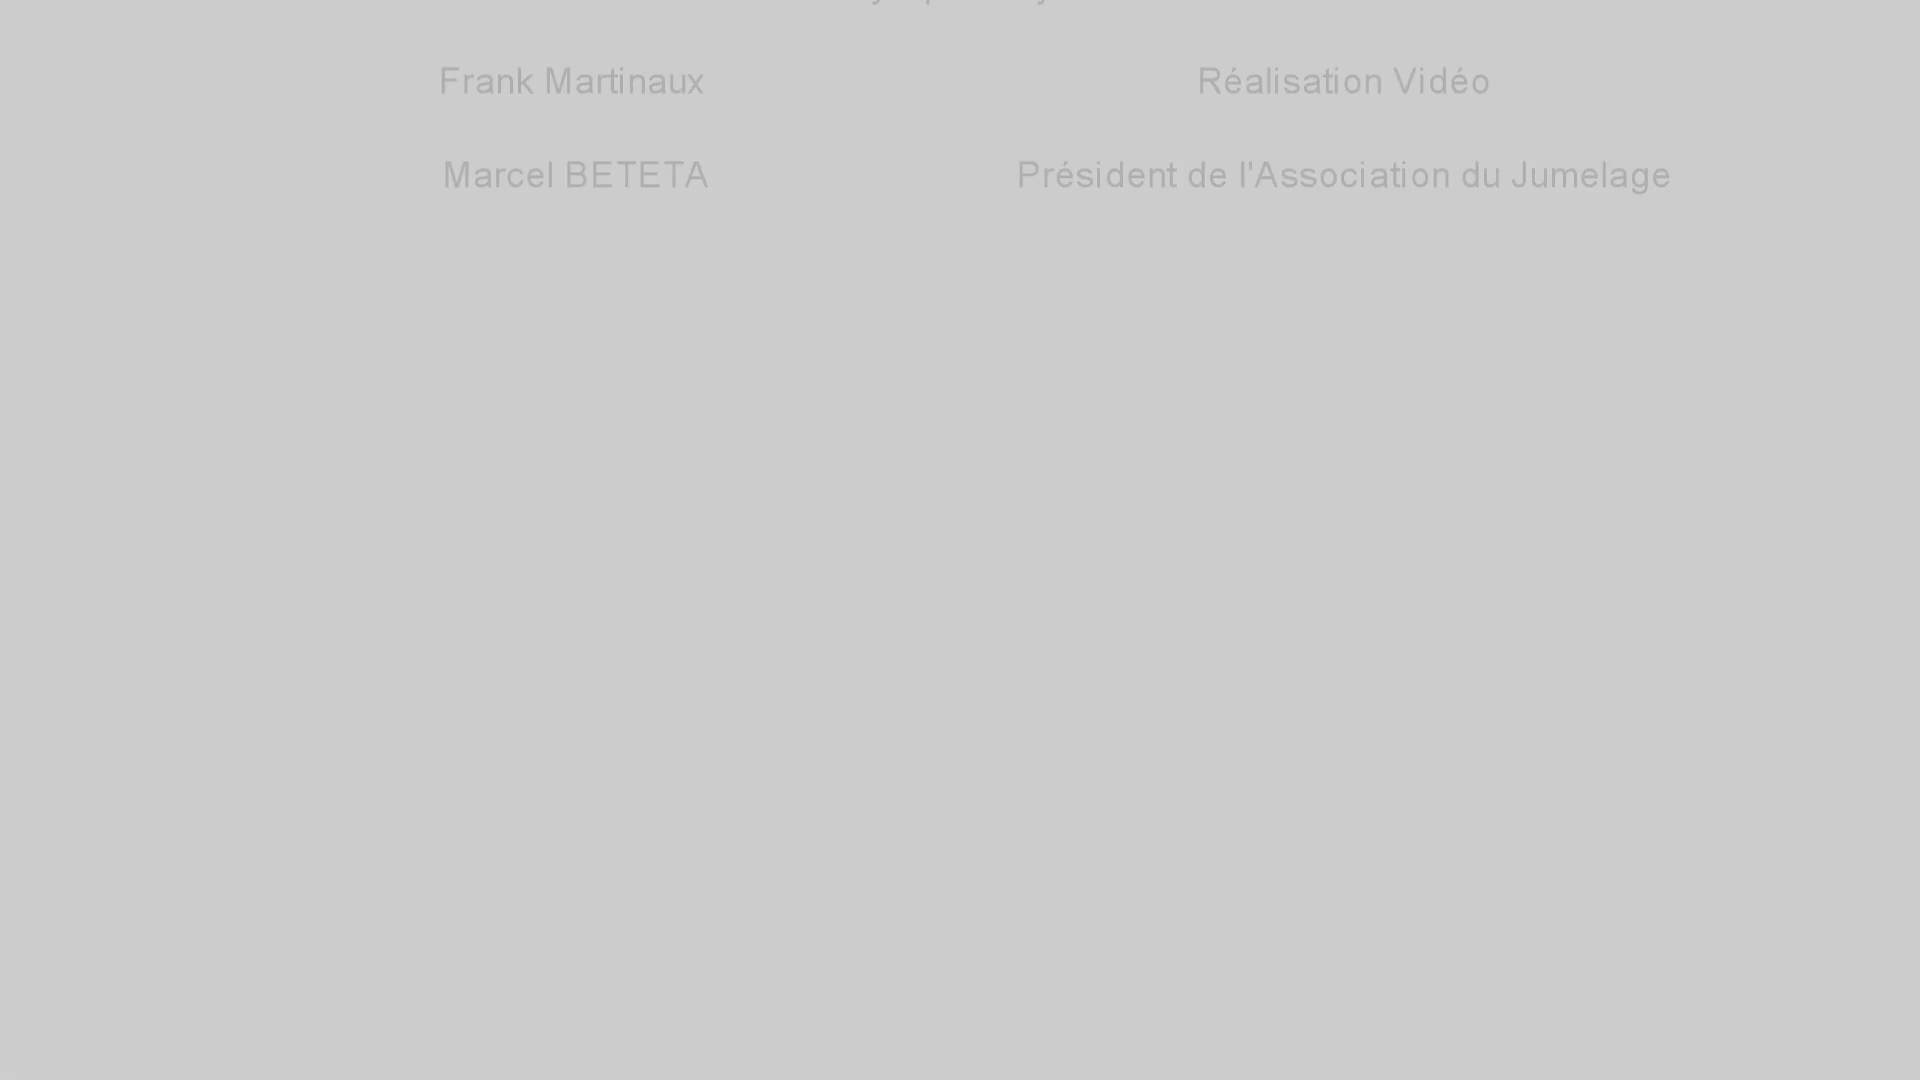 Frank Martinaux Réalisation Vidéo
Marcel BETETA Président de l'Association du Jumelage